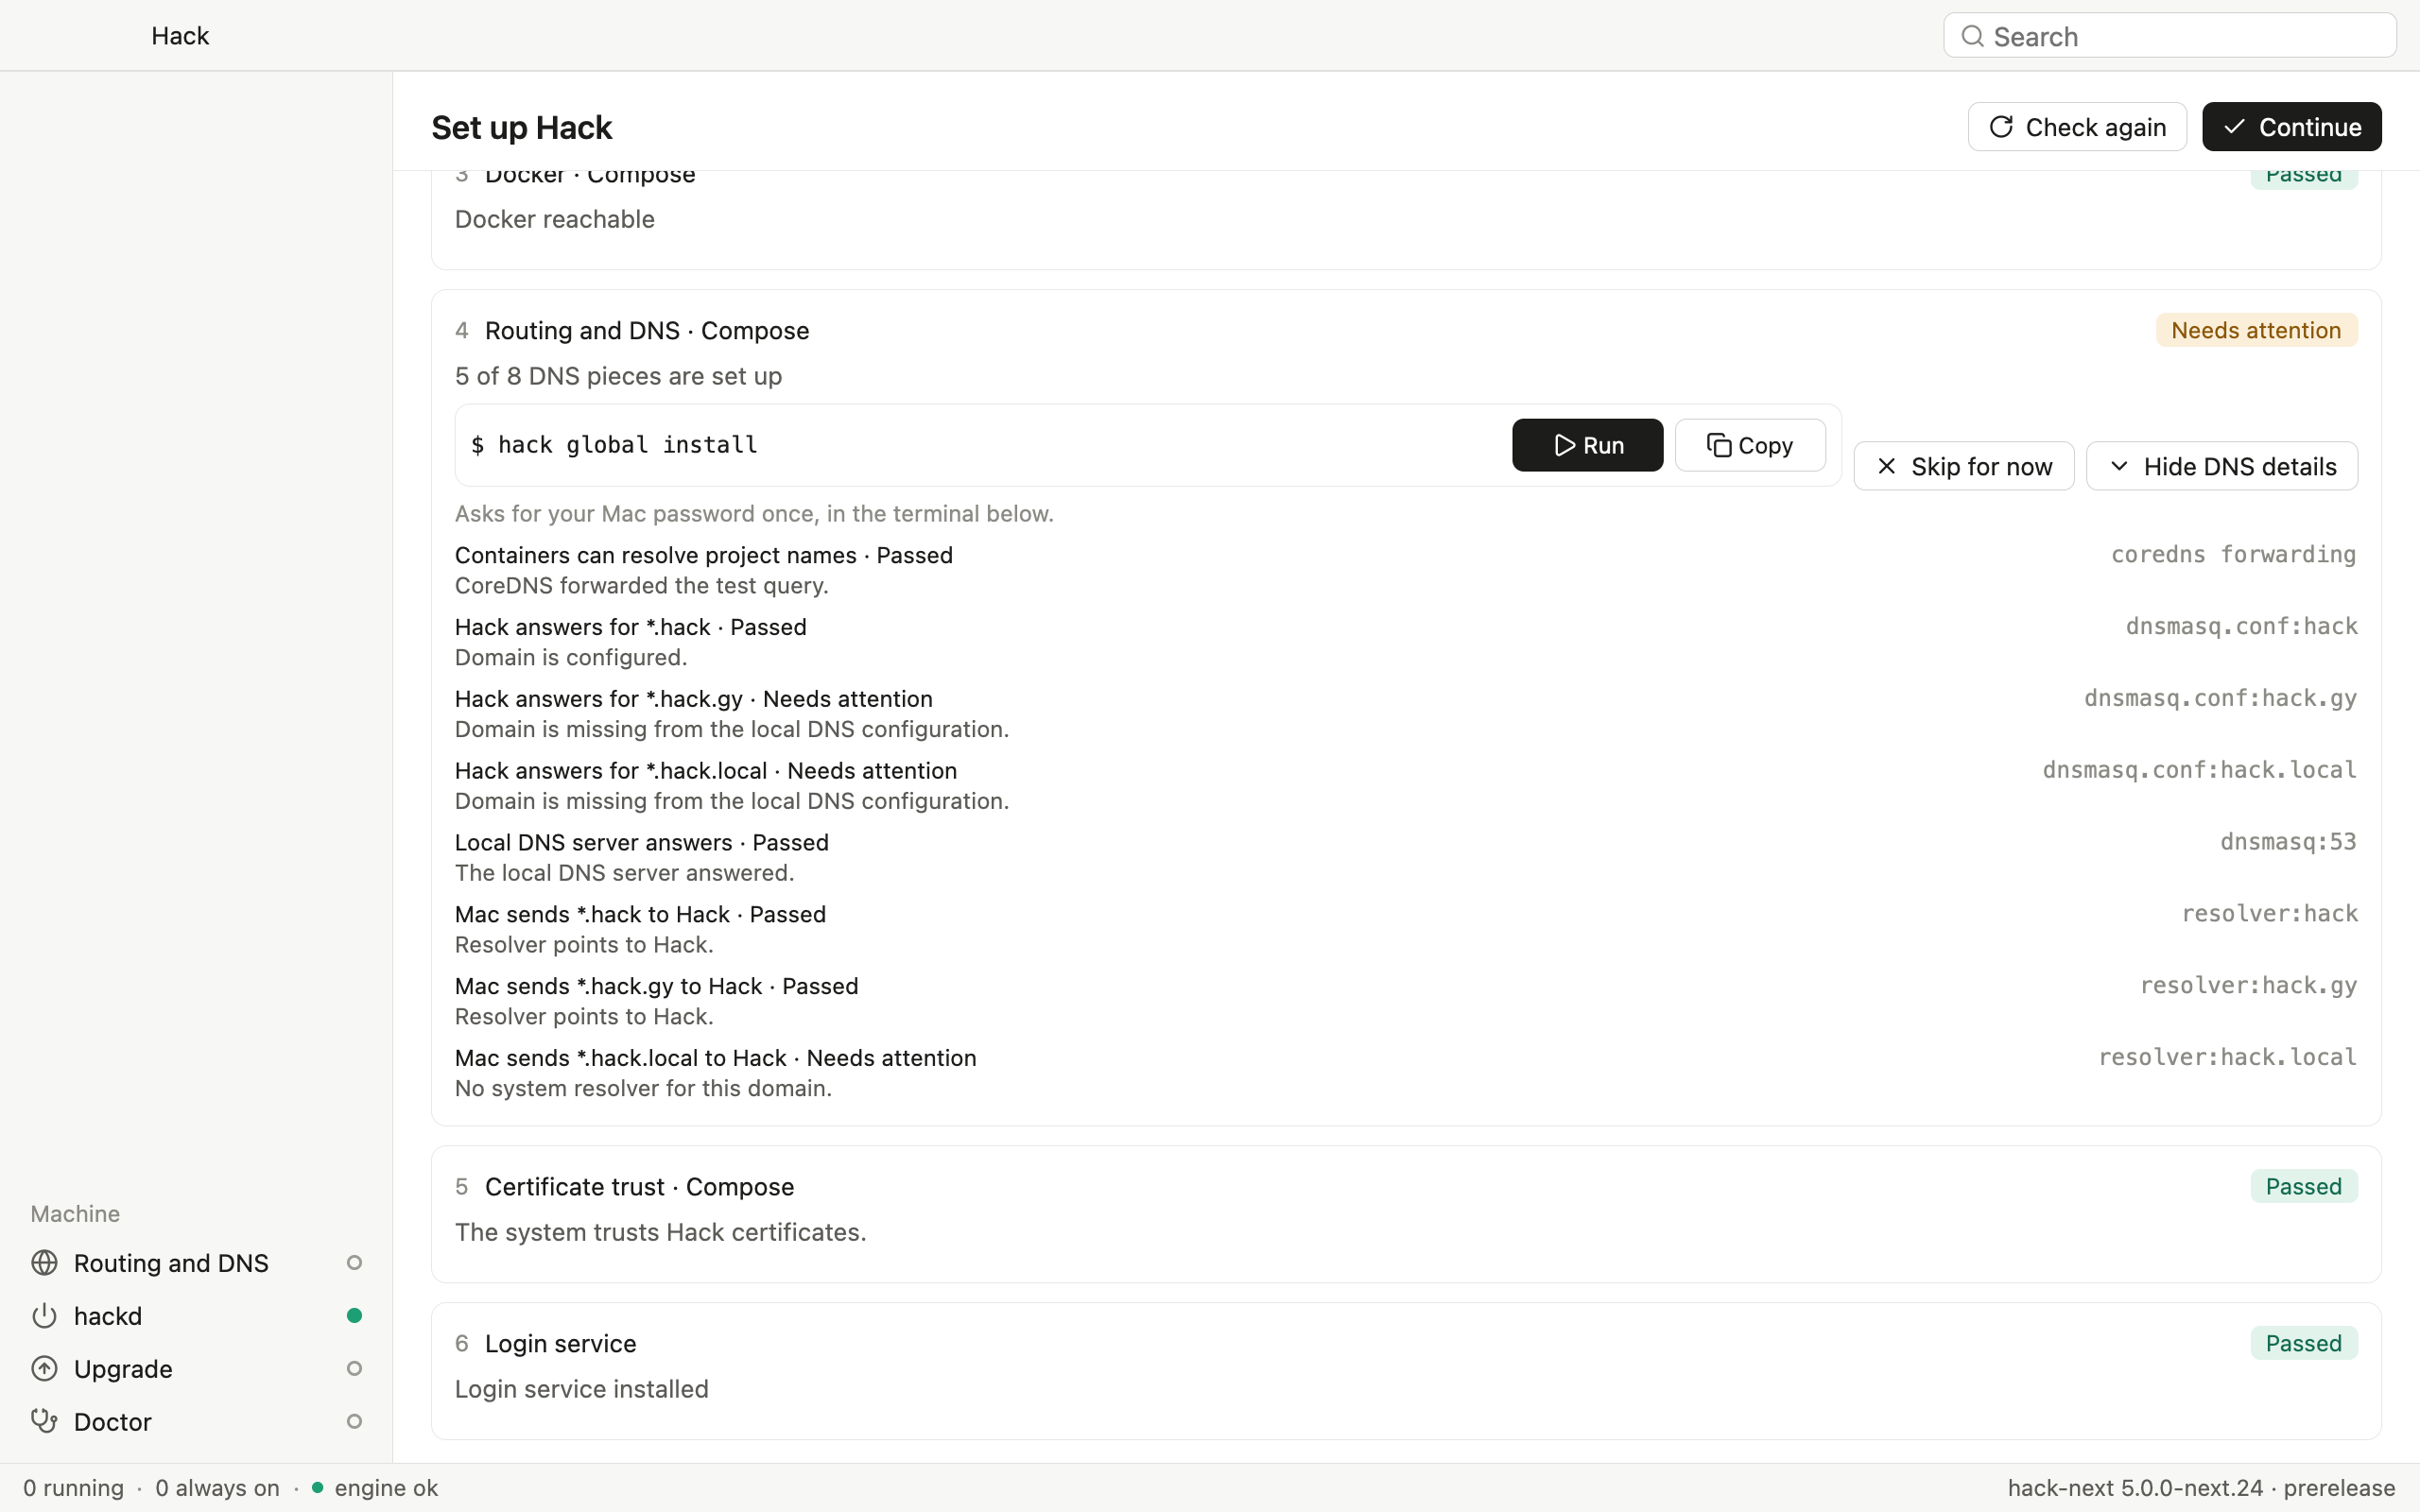 Hack
Search
Set up Hack
Check again
Continue
3 Docker · Compose
Passed
Docker reachable
4 Routing and DNS · Compose
Needs attention
5 of 8 DNS pieces are set up
$ hack global install
Run
Copy
Skip for now
Hide DNS details
Asks for your Mac password once, in the terminal below.
Containers can resolve project names · Passed
coredns forwarding
CoreDNS forwarded the test query.
Hack answers for *.hack · Passed
dnsmasq.conf:hack
Domain is configured.
Hack answers for *.hack.gy · Needs attention
dnsmasq.conf:hack.gy
Domain is missing from the local DNS configuration.
Hack answers for *.hack.local · Needs attention
dnsmasq.conf:hack.local
Domain is missing from the local DNS configuration.
Local DNS server answers · Passed
dnsmasq:53
The local DNS server answered.
Mac sends *.hack to Hack · Passed
resolver:hack
Resolver points to Hack.
Mac sends *.hack.gy to Hack · Passed
resolver:hack.gy
Resolver points to Hack.
Mac sends *.hack.local to Hack · Needs attention
resolver:hack.local
No system resolver for this domain.
5 Certificate trust · Compose
Passed
The system trusts Hack certificates.
6 Login service
Passed
Login service installed
Machine
Routing and DNS
hackd
Upgrade
Doctor
0 running · 0 always on · engine ok
hack-next 5.0.0-next.24 · prerelease